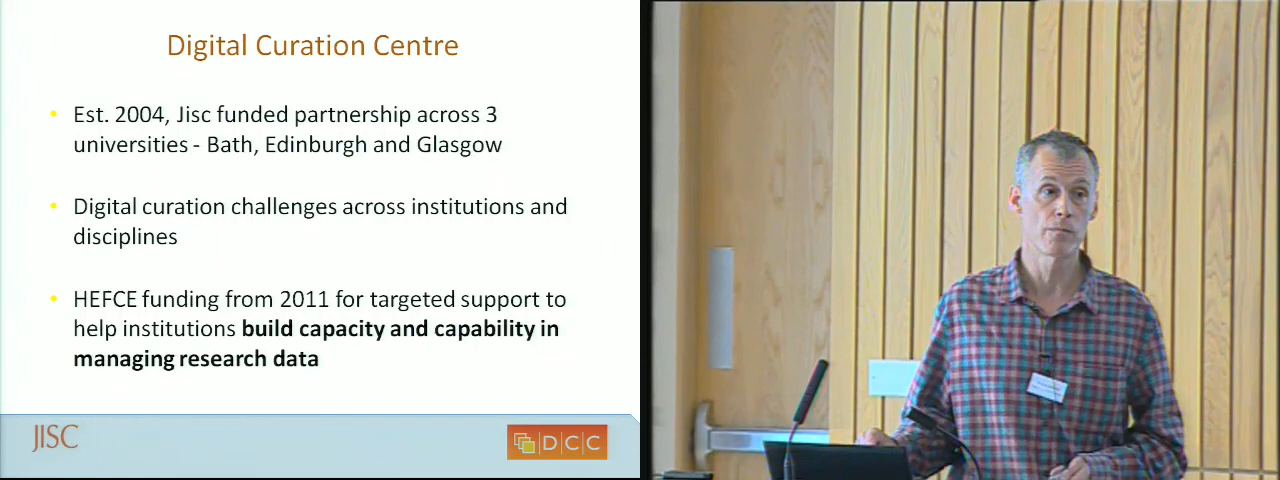 Digital Curation Centre
• Est. 2004, Jisc funded partnership across 3
universities - Bath, Edinburgh and Glasgow
• Digital curation challenges across institutions and
disciplines
• HEFCE funding from 2011 for targeted support to
help institutions build capacity and capability in
managing research data
JISC
D|C|C